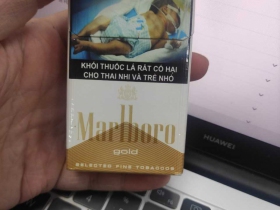 KHÓI THUỐC LÁ RẤT CÓ HẠI
CHO THAI NHI VÀ TRẺ NHỎ
Marlboro
gold
SELECTED FINE TOBACCOS
HUAWEI